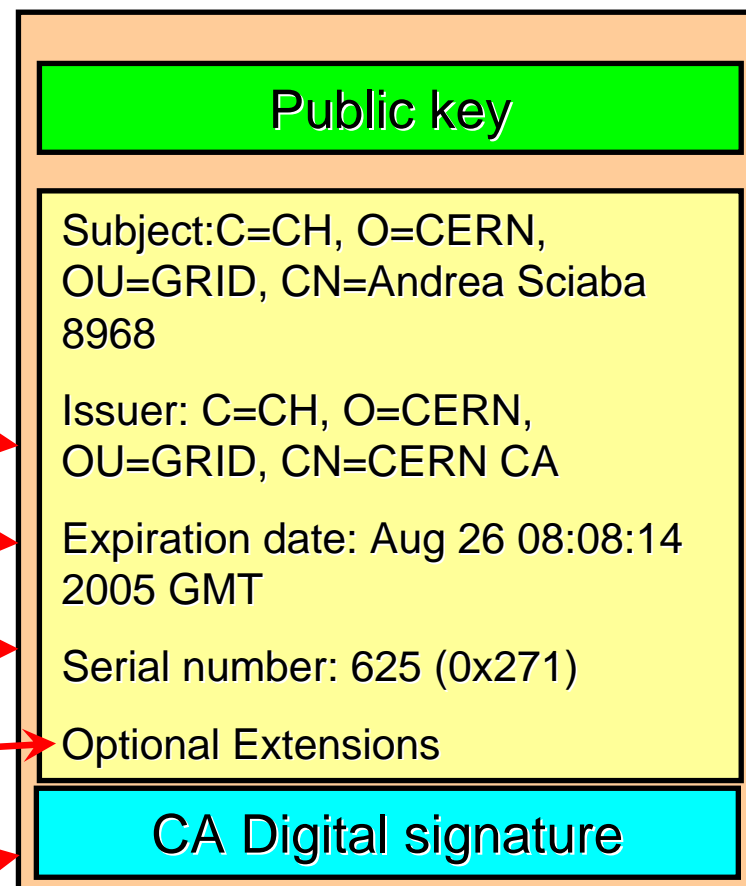 Public key
Subject:C=CH, O=CERN,
OU=GRID, CN=Andrea Sciaba
8968
Issuer: C=CH, O=CERN,
OU=GRID, CN=CERN CA
Expiration date: Aug 26 08:08:14
2005 GMT
Serial number: 625 (0x271)
Optional Extensions
CA Digital signature